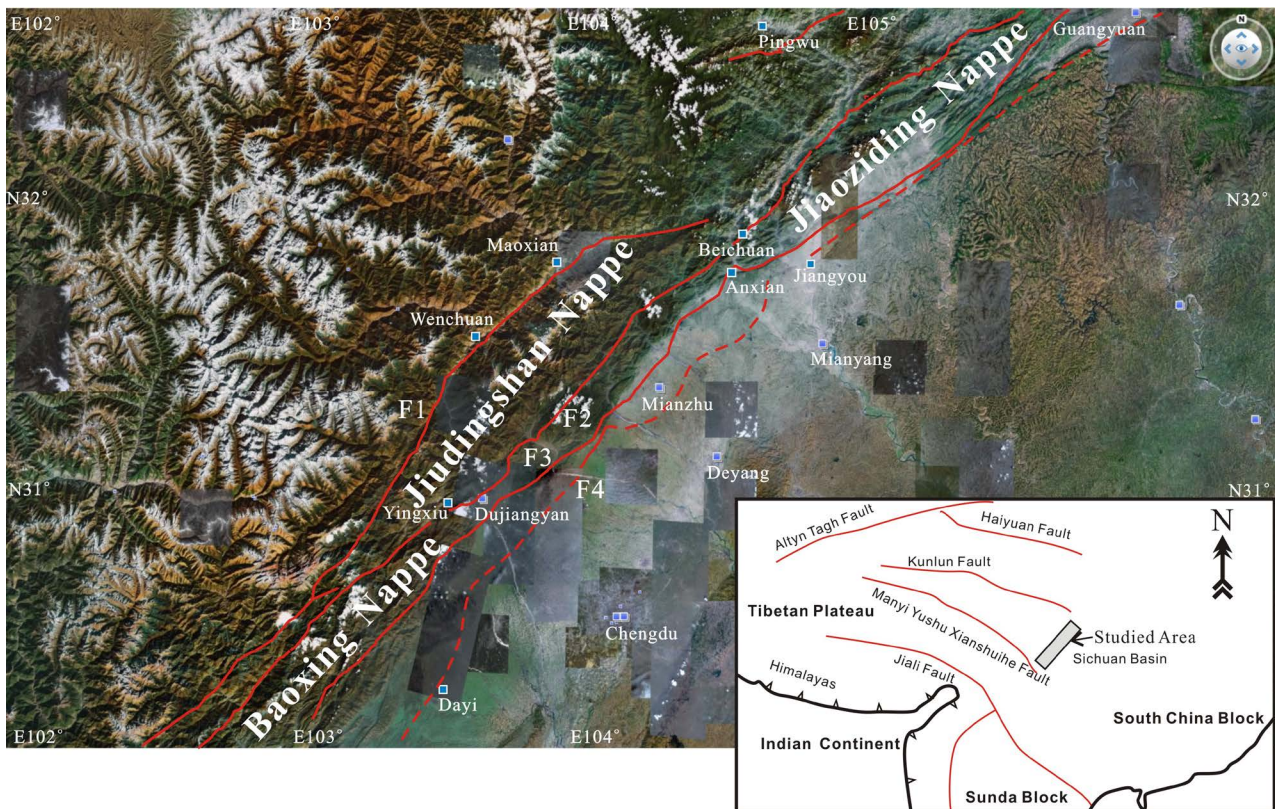 E102°
E103°
E104°
E105°
Guangyuan
N
Pingwu
Jiaoziding Nappe
N32°
N32°
Maoxian
Beichuan
Anxian
Jiangyou
Wenchuan
Jiudingshan Nappe
Mianyang
Mianzhu
F1
F2
F3
Deyang
F4
N31°
N31°
Yingxiu
Dujiangyan
Baoxing Nappe
Chengdu
Dayi
E102°
E103°
E104°
Altyn Tagh Fault
Haiyuan Fault
N
Kunlun Fault
Manyi Yushu Xianshuihe Fault
Tibetan Plateau
Studied Area
Sichuan Basin
Jiali Fault
Himalayas
South China Block
Indian Continent
Sunda Block